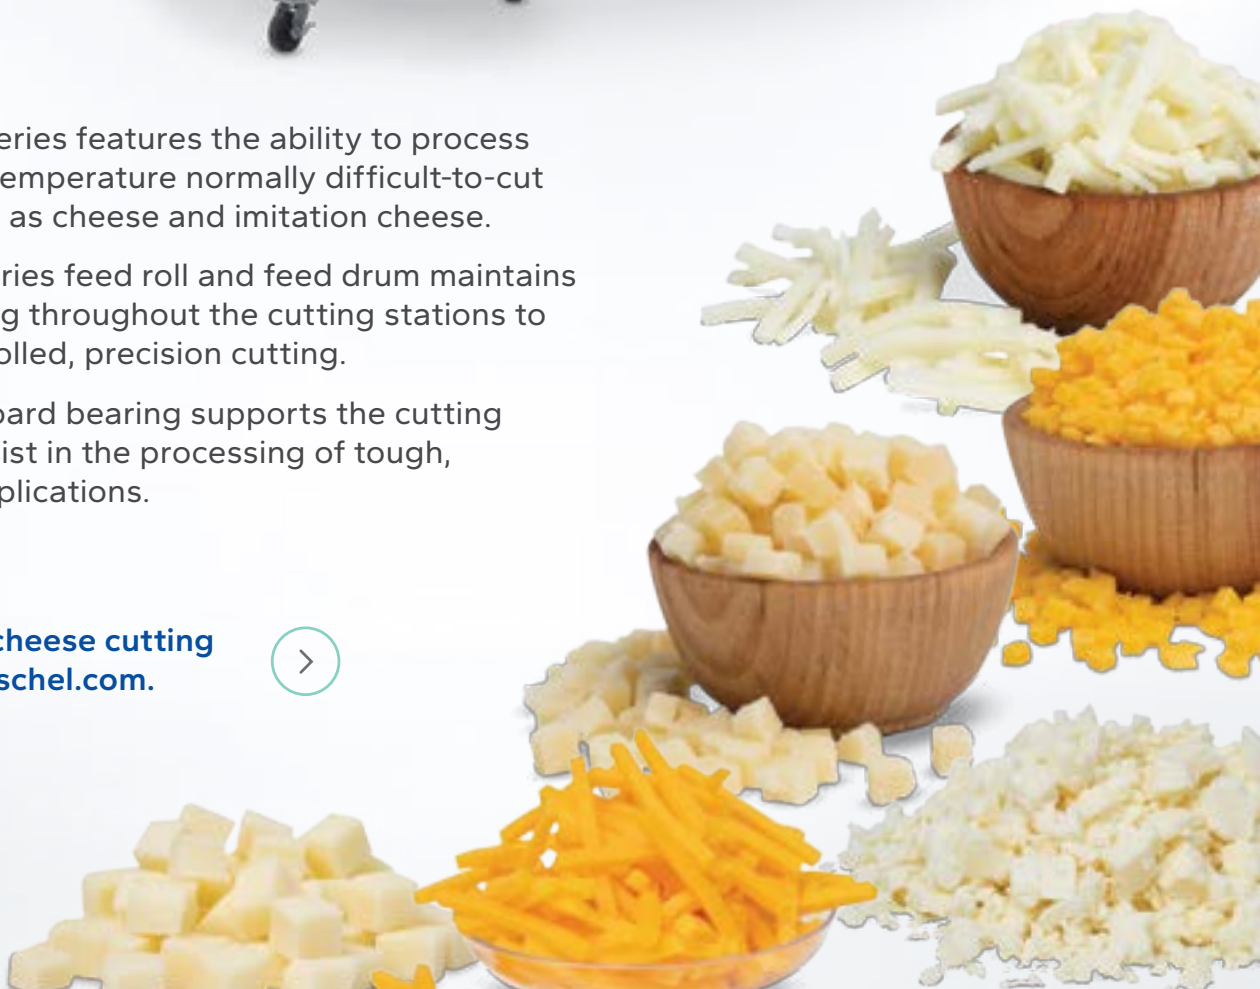 eries features the ability to process
emperature normally difficult-to-cut
as cheese and imitation cheese.
ries feed roll and feed drum maintains
g throughout the cutting stations to
olled, precision cutting.
oard bearing supports the cutting
ist in the processing of tough,
plications.
cheese cutting
schel.com.